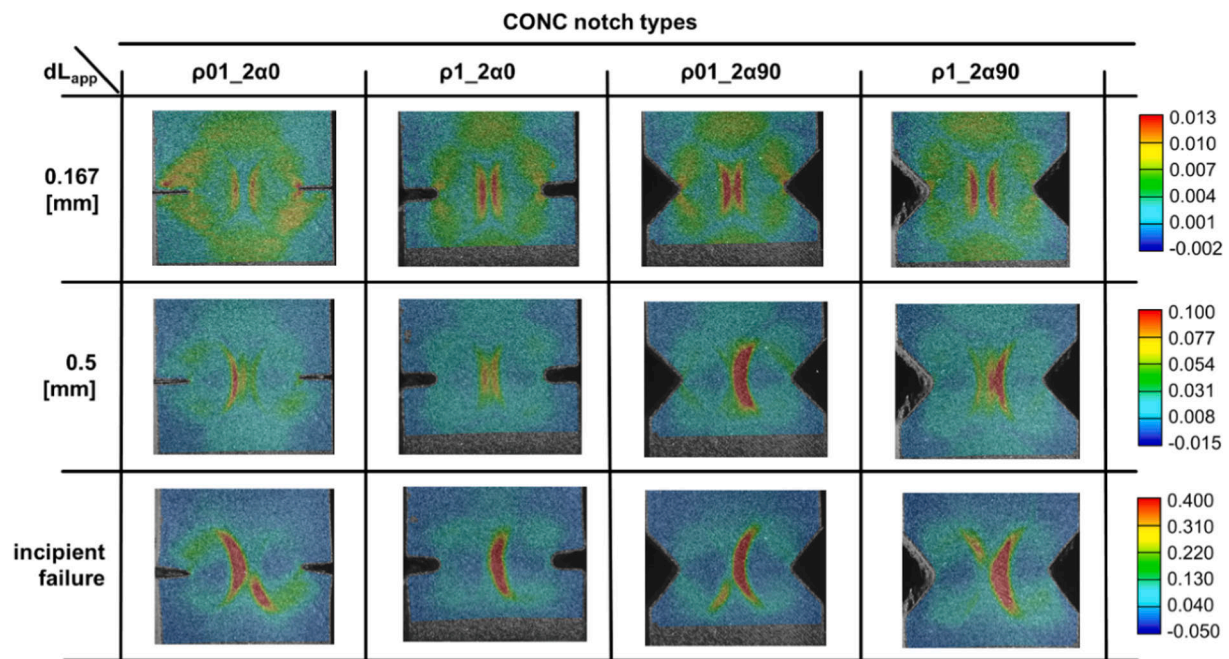 CONC notch types
dLapp
ρ01_2α0
ρ1_2α0
ρ01_2α90
ρ1_2α90
0.167
[mm]
0.013
0.010
0.007
0.004
0.001
-0.002
0.5
[mm]
0.100
0.077
0.054
0.031
0.008
-0.015
incipient
failure
0.400
0.310
0.220
0.130
0.040
-0.050